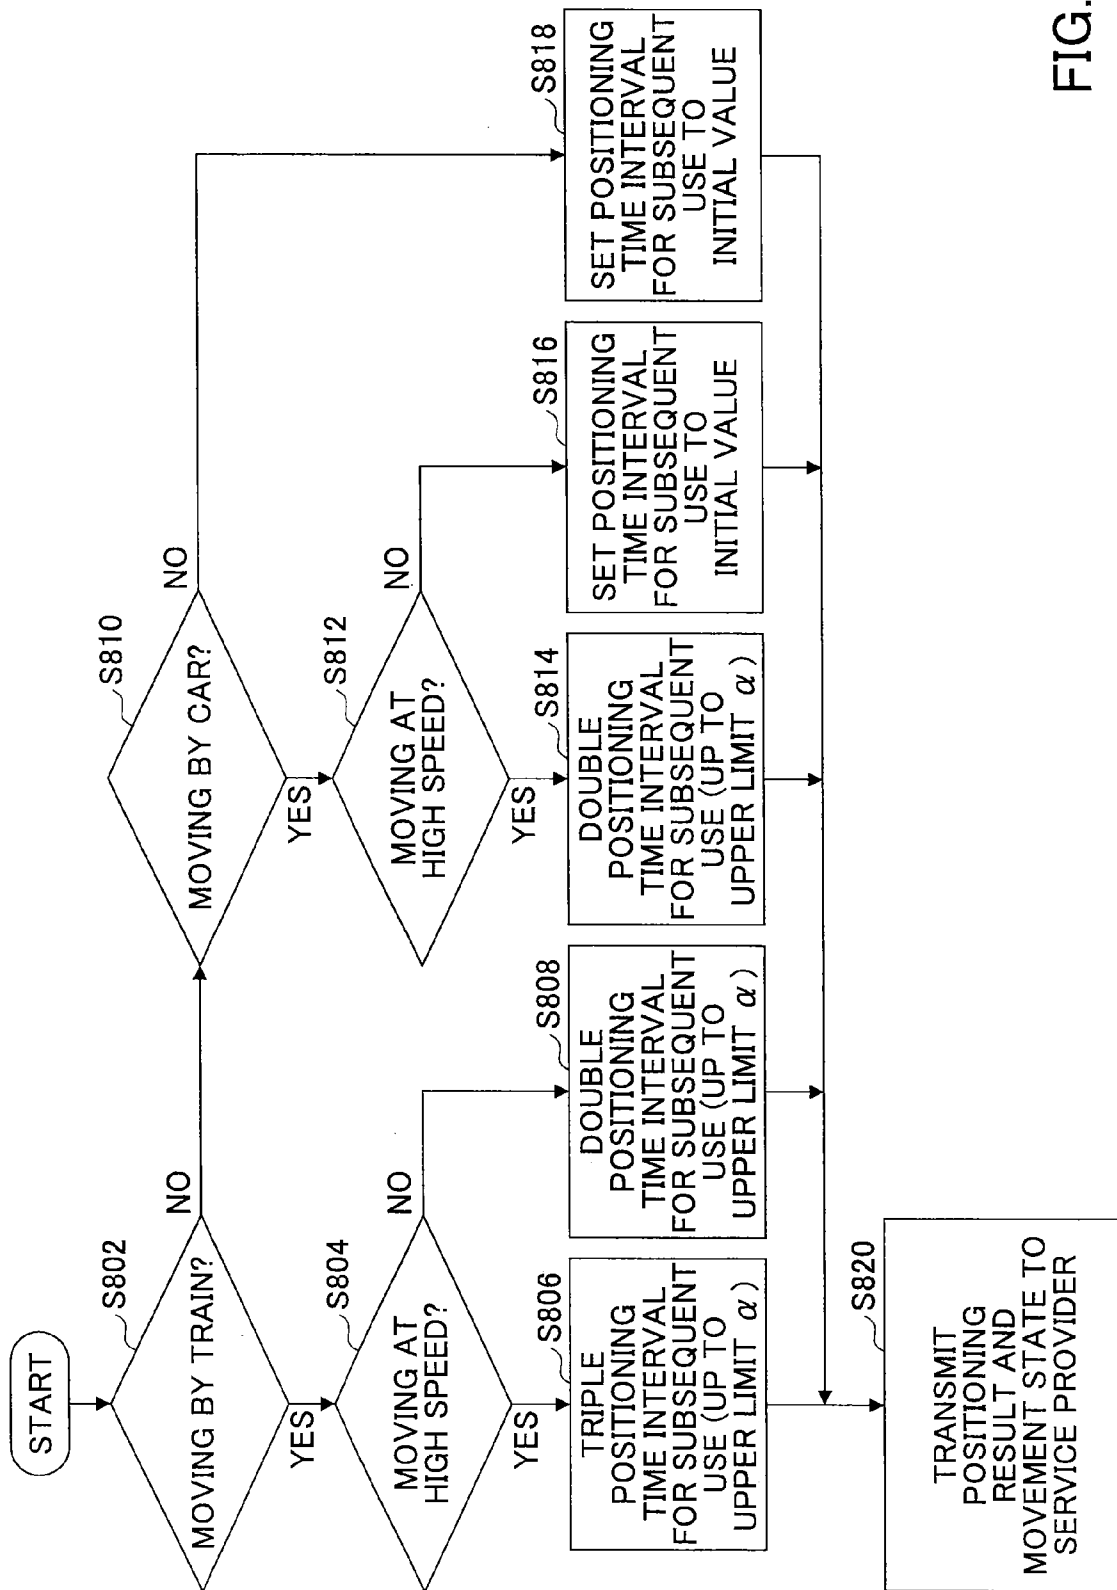 START
S802
MOVING BY TRAIN?
NO
YES
S804
MOVING AT
HIGH SPEED?
NO
YES
S806
TRIPLE
POSITIONING
TIME INTERVAL
FOR SUBSEQUENT
USE (UP TO
UPPER LIMIT α)
S808
DOUBLE
POSITIONING
TIME INTERVAL
FOR SUBSEQUENT
USE (UP TO
UPPER LIMIT α)
S810
MOVING BY CAR?
NO
YES
S812
MOVING AT
HIGH SPEED?
NO
YES
S814
DOUBLE
POSITIONING
TIME INTERVAL
FOR SUBSEQUENT
USE (UP TO
UPPER LIMIT α)
S816
SET POSITIONING
TIME INTERVAL
FOR SUBSEQUENT
USE TO
INITIAL VALUE
S818
SET POSITIONING
TIME INTERVAL
FOR SUBSEQUENT
USE TO
INITIAL VALUE
S820
TRANSMIT
POSITIONING
RESULT AND
MOVEMENT STATE TO
SERVICE PROVIDER
FIG.